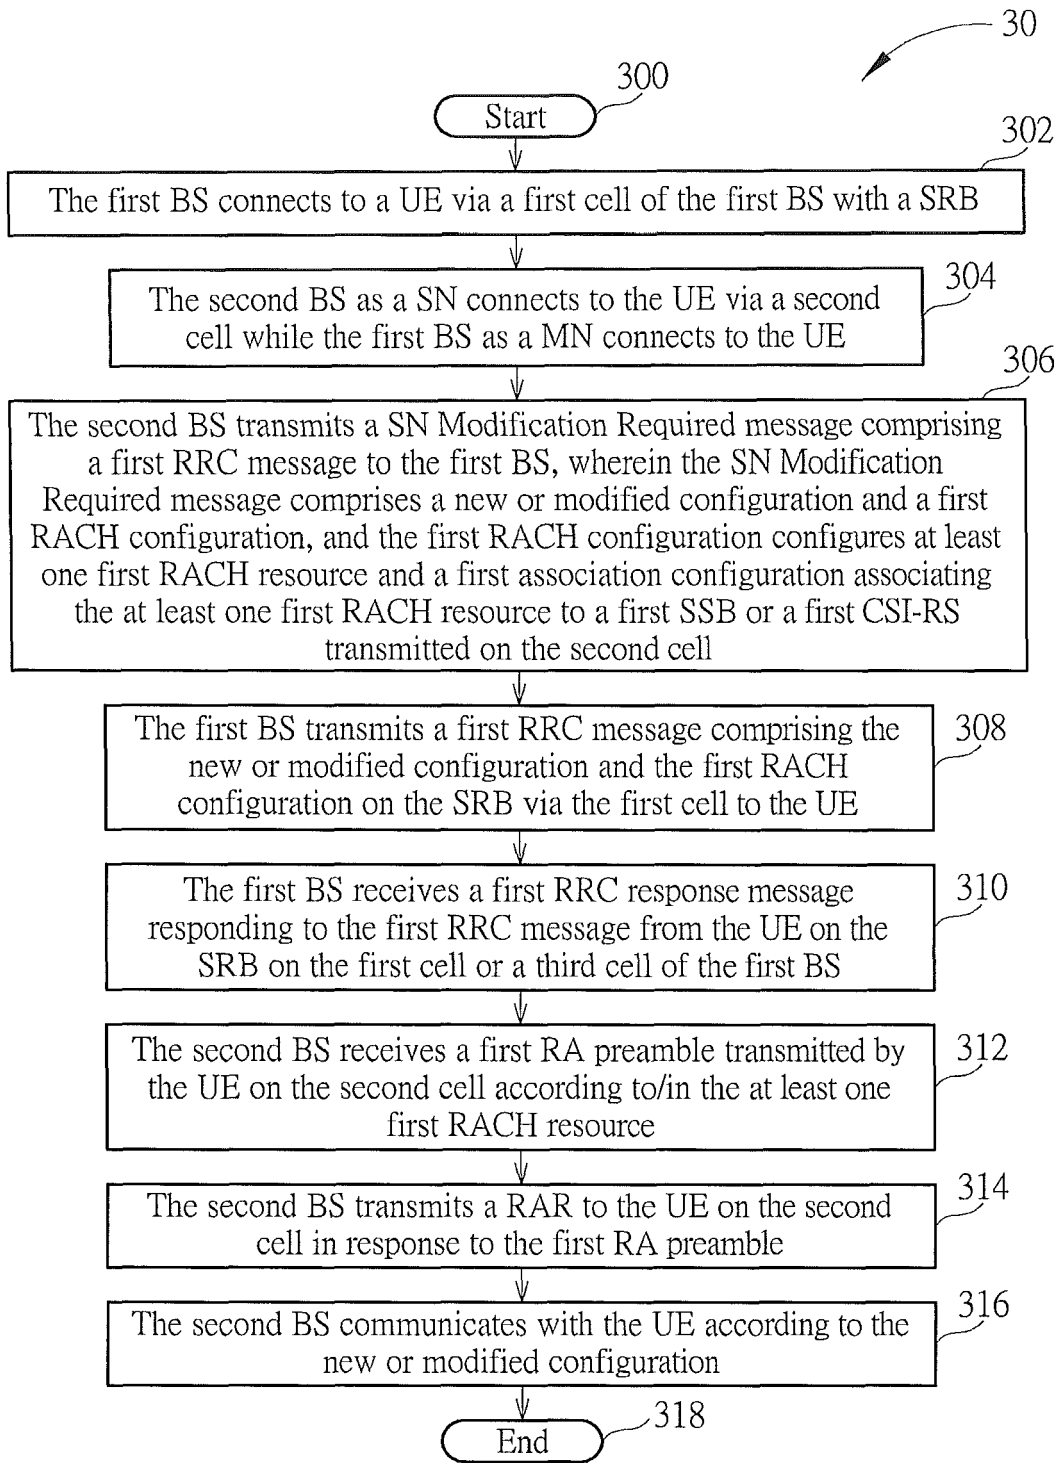 30
300
Start
302
The first BS connects to a UE via a first cell of the first BS with a SRB
304
The second BS as a SN connects to the UE via a second
cell while the first BS as a MN connects to the UE
306
The second BS transmits a SN Modification Required message comprising
a first RRC message to the first BS, wherein the SN Modification
Required message comprises a new or modified configuration and a first
RACH configuration, and the first RACH configuration configures at least
one first RACH resource and a first association configuration associating
the at least one first RACH resource to a first SSB or a first CSI-RS
transmitted on the second cell
308
The first BS transmits a first RRC message comprising the
new or modified configuration and the first RACH
configuration on the SRB via the first cell to the UE
310
The first BS receives a first RRC response message
responding to the first RRC message from the UE on the
SRB on the first cell or a third cell of the first BS
312
The second BS receives a first RA preamble transmitted by
the UE on the second cell according to/in the at least one
first RACH resource
314
The second BS transmits a RAR to the UE on the second
cell in response to the first RA preamble
316
The second BS communicates with the UE according to the
new or modified configuration
318
End